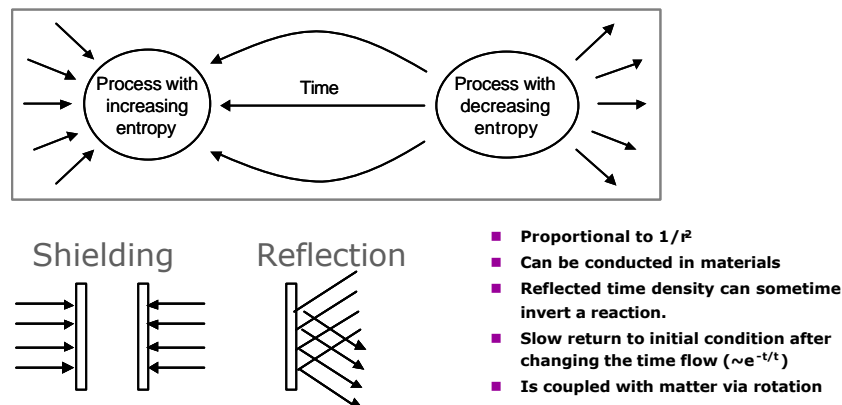 Process with
increasing
entropy
Time
Process with
decreasing
entropy
Shielding
Reflection
Proportional to 1/r²
Can be conducted in materials
Reflected time density can sometime
invert a reaction.
Slow return to initial condition after
changing the time flow (~e^-t/t)
Is coupled with matter via rotation